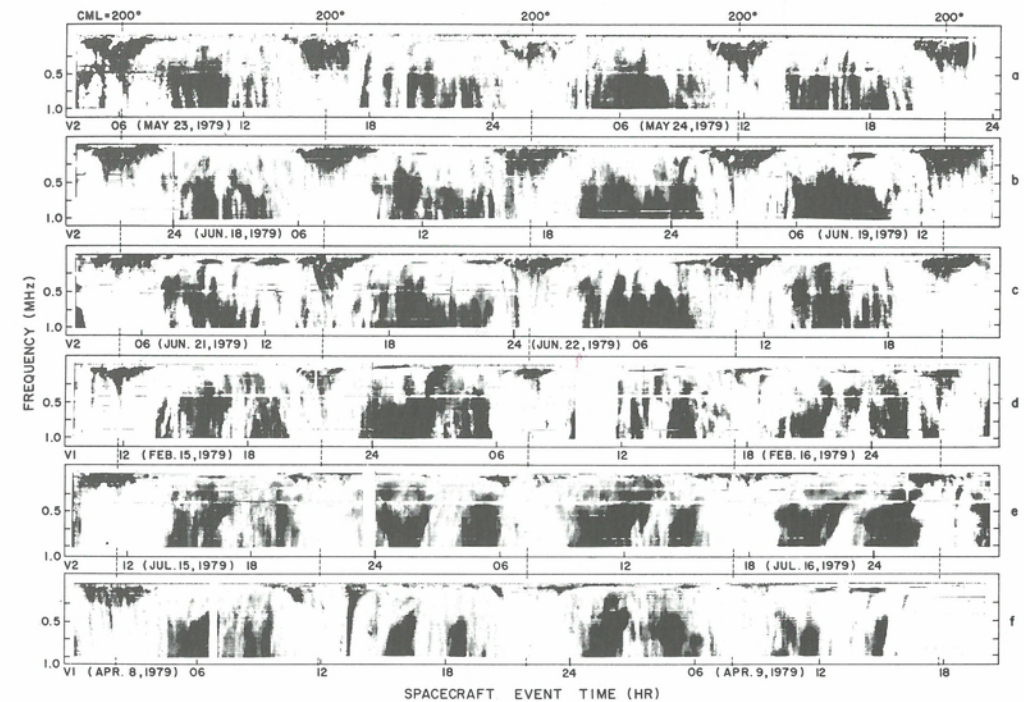 CML=200° 200° 200° 200° 200°
0.5
1.0
a
V2 06 (MAY 23, 1979) 12 18 24 06 (MAY 24, 1979) 12 18 24
0.5
1.0
b
V2 24 (JUN. 18, 1979) 06 12 18 24 06 (JUN. 19, 1979) 12
0.5
1.0
c
V2 06 (JUN. 21, 1979) 12 18 24 (JUN. 22, 1979) 06 12 18
0.5
1.0
d
V1 12 (FEB. 15, 1979) 18 24 06 12 18 (FEB. 16, 1979) 24
0.5
1.0
e
V2 12 (JUL. 15, 1979) 18 24 06 12 18 (JUL. 16, 1979) 24
0.5
1.0
f
V1 (APR. 8, 1979) 06 12 18 24 06 (APR. 9, 1979) 12 18
FREQUENCY (MHz)
SPACECRAFT EVENT TIME (HR)